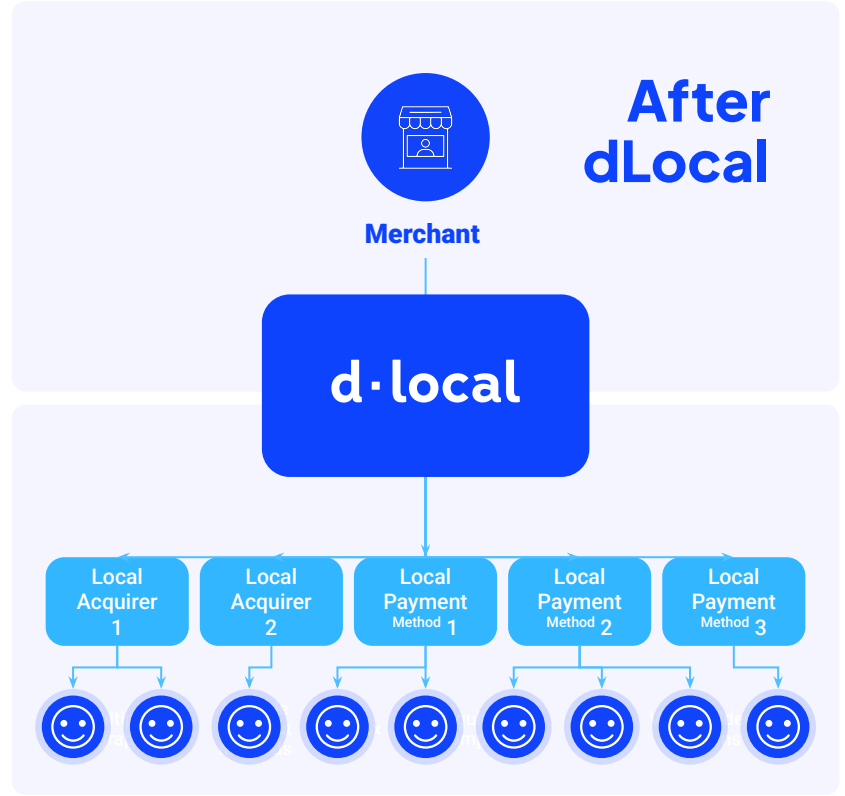 After
dLocal
Merchant
d·local
Local
Acquirer
1
Local
Acquirer
2
Local
Payment
Method 1
Local
Payment
Method 2
Local
Payment
Method 3